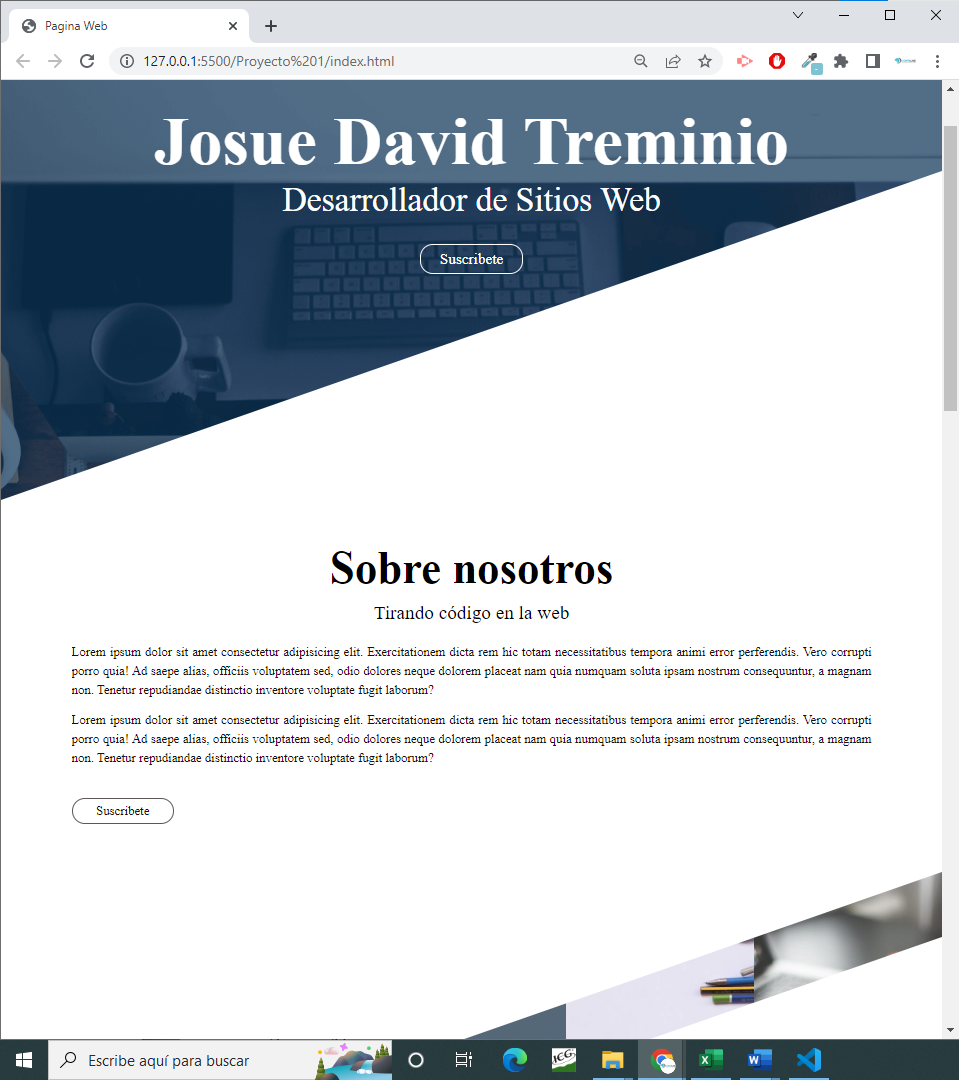 Pagina Web
127.0.0.1:5500/Proyecto%201/index.html
Josue David Treminio
Desarrollador de Sitios Web
Suscribete
Sobre nosotros
Tirando código en la web
Lorem ipsum dolor sit amet consectetur adipisicing elit. Exercitationem dicta rem hic totam necessitatibus tempora animi error perferendis. Vero corrupti
porro quia! Ad saepe alias, officiis voluptatem sed, odio dolores neque dolorem placeat nam quia numquam soluta ipsam nostrum consequuntur, a magnam
non. Tenetur repudiandae distinctio inventore voluptate fugit laborum?
Lorem ipsum dolor sit amet consectetur adipisicing elit. Exercitationem dicta rem hic totam necessitatibus tempora animi error perferendis. Vero corrupti
porro quia! Ad saepe alias, officiis voluptatem sed, odio dolores neque dolorem placeat nam quia numquam soluta ipsam nostrum consequuntur, a magnam
non. Tenetur repudiandae distinctio inventore voluptate fugit laborum?
Suscribete
Escribe aquí para buscar